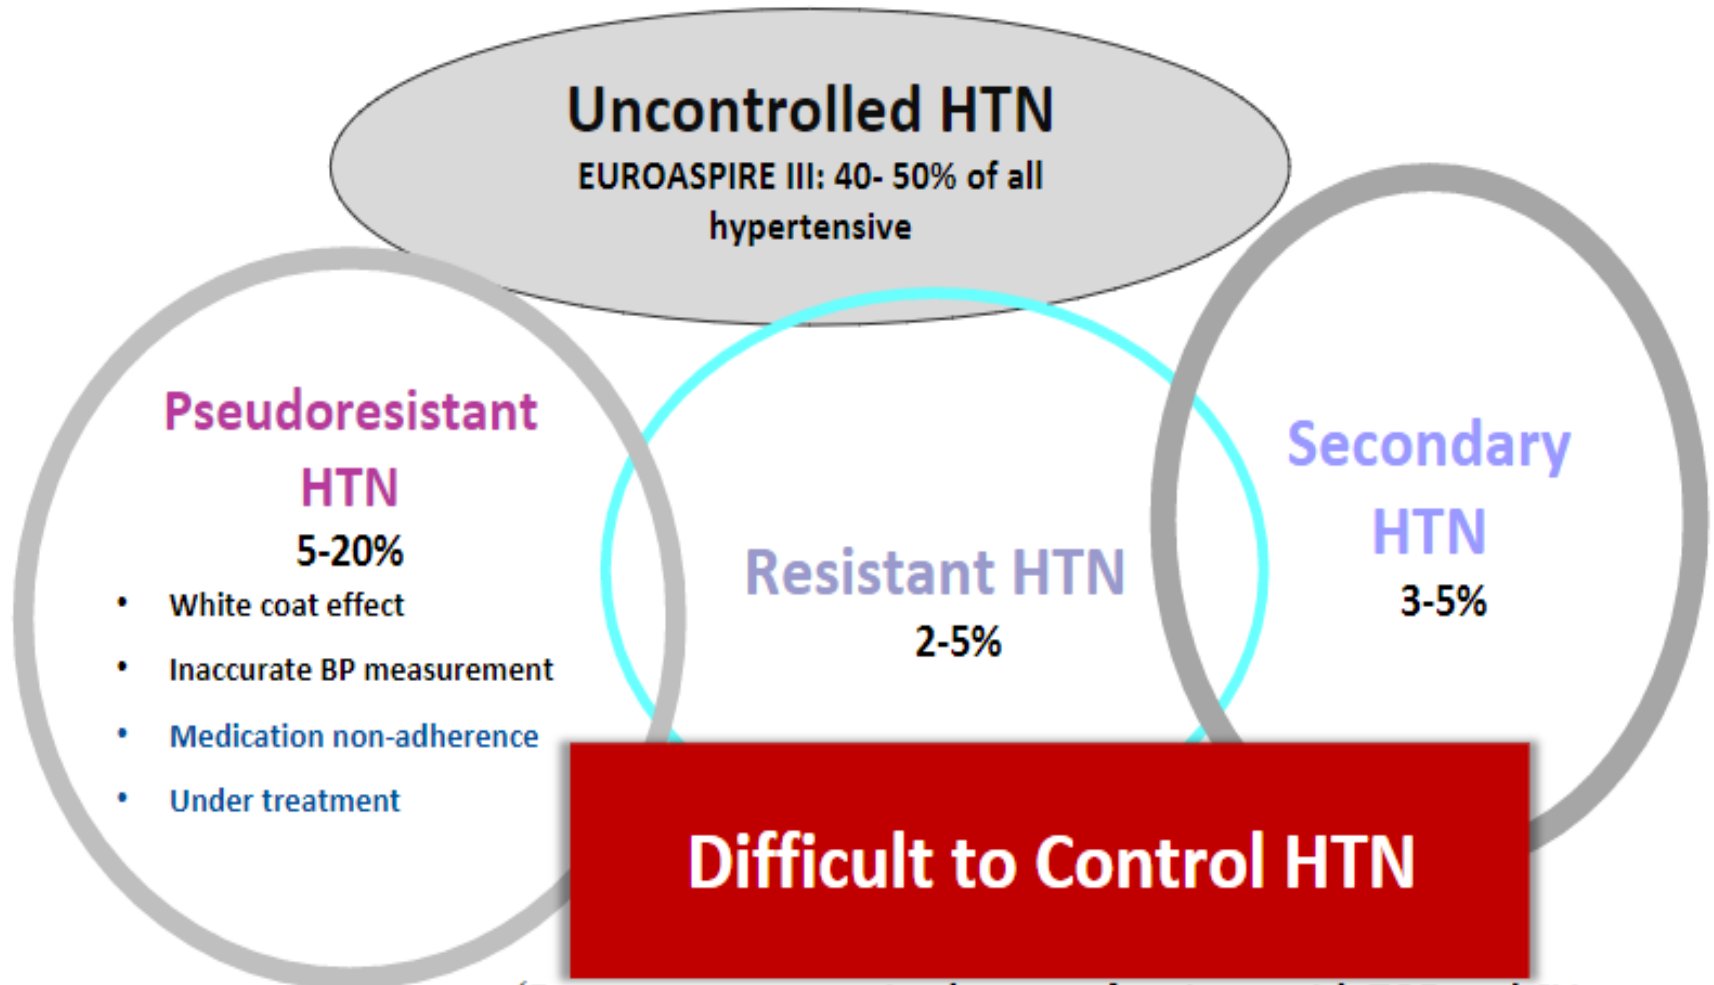 Uncontrolled HTN
EUROASPIRE III: 40- 50% of all
hypertensive
Pseudoresistant
HTN
5-20%
• White coat effect
• Inaccurate BP measurement
• Medication non-adherence
• Under treatment
Resistant HTN
2-5%
Secondary
HTN
3-5%
Difficult to Control HTN